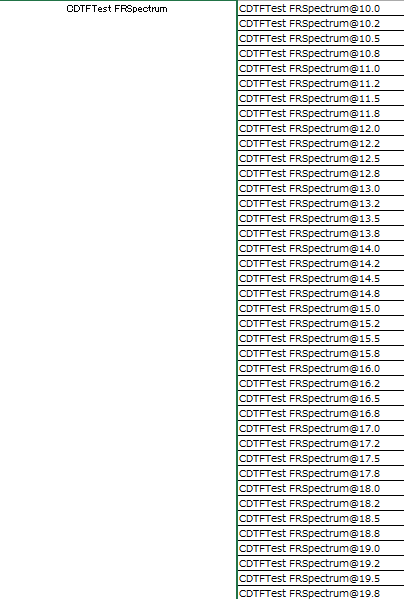 CDTFTest FRSpectrum
CDTFTest FRSpectrum@10.0
CDTFTest FRSpectrum@10.2
CDTFTest FRSpectrum@10.5
CDTFTest FRSpectrum@10.8
CDTFTest FRSpectrum@11.0
CDTFTest FRSpectrum@11.2
CDTFTest FRSpectrum@11.5
CDTFTest FRSpectrum@11.8
CDTFTest FRSpectrum@12.0
CDTFTest FRSpectrum@12.2
CDTFTest FRSpectrum@12.5
CDTFTest FRSpectrum@12.8
CDTFTest FRSpectrum@13.0
CDTFTest FRSpectrum@13.2
CDTFTest FRSpectrum@13.5
CDTFTest FRSpectrum@13.8
CDTFTest FRSpectrum@14.0
CDTFTest FRSpectrum@14.2
CDTFTest FRSpectrum@14.5
CDTFTest FRSpectrum@14.8
CDTFTest FRSpectrum@15.0
CDTFTest FRSpectrum@15.2
CDTFTest FRSpectrum@15.5
CDTFTest FRSpectrum@15.8
CDTFTest FRSpectrum@16.0
CDTFTest FRSpectrum@16.2
CDTFTest FRSpectrum@16.5
CDTFTest FRSpectrum@16.8
CDTFTest FRSpectrum@17.0
CDTFTest FRSpectrum@17.2
CDTFTest FRSpectrum@17.5
CDTFTest FRSpectrum@17.8
CDTFTest FRSpectrum@18.0
CDTFTest FRSpectrum@18.2
CDTFTest FRSpectrum@18.5
CDTFTest FRSpectrum@18.8
CDTFTest FRSpectrum@19.0
CDTFTest FRSpectrum@19.2
CDTFTest FRSpectrum@19.5
CDTFTest FRSpectrum@19.8